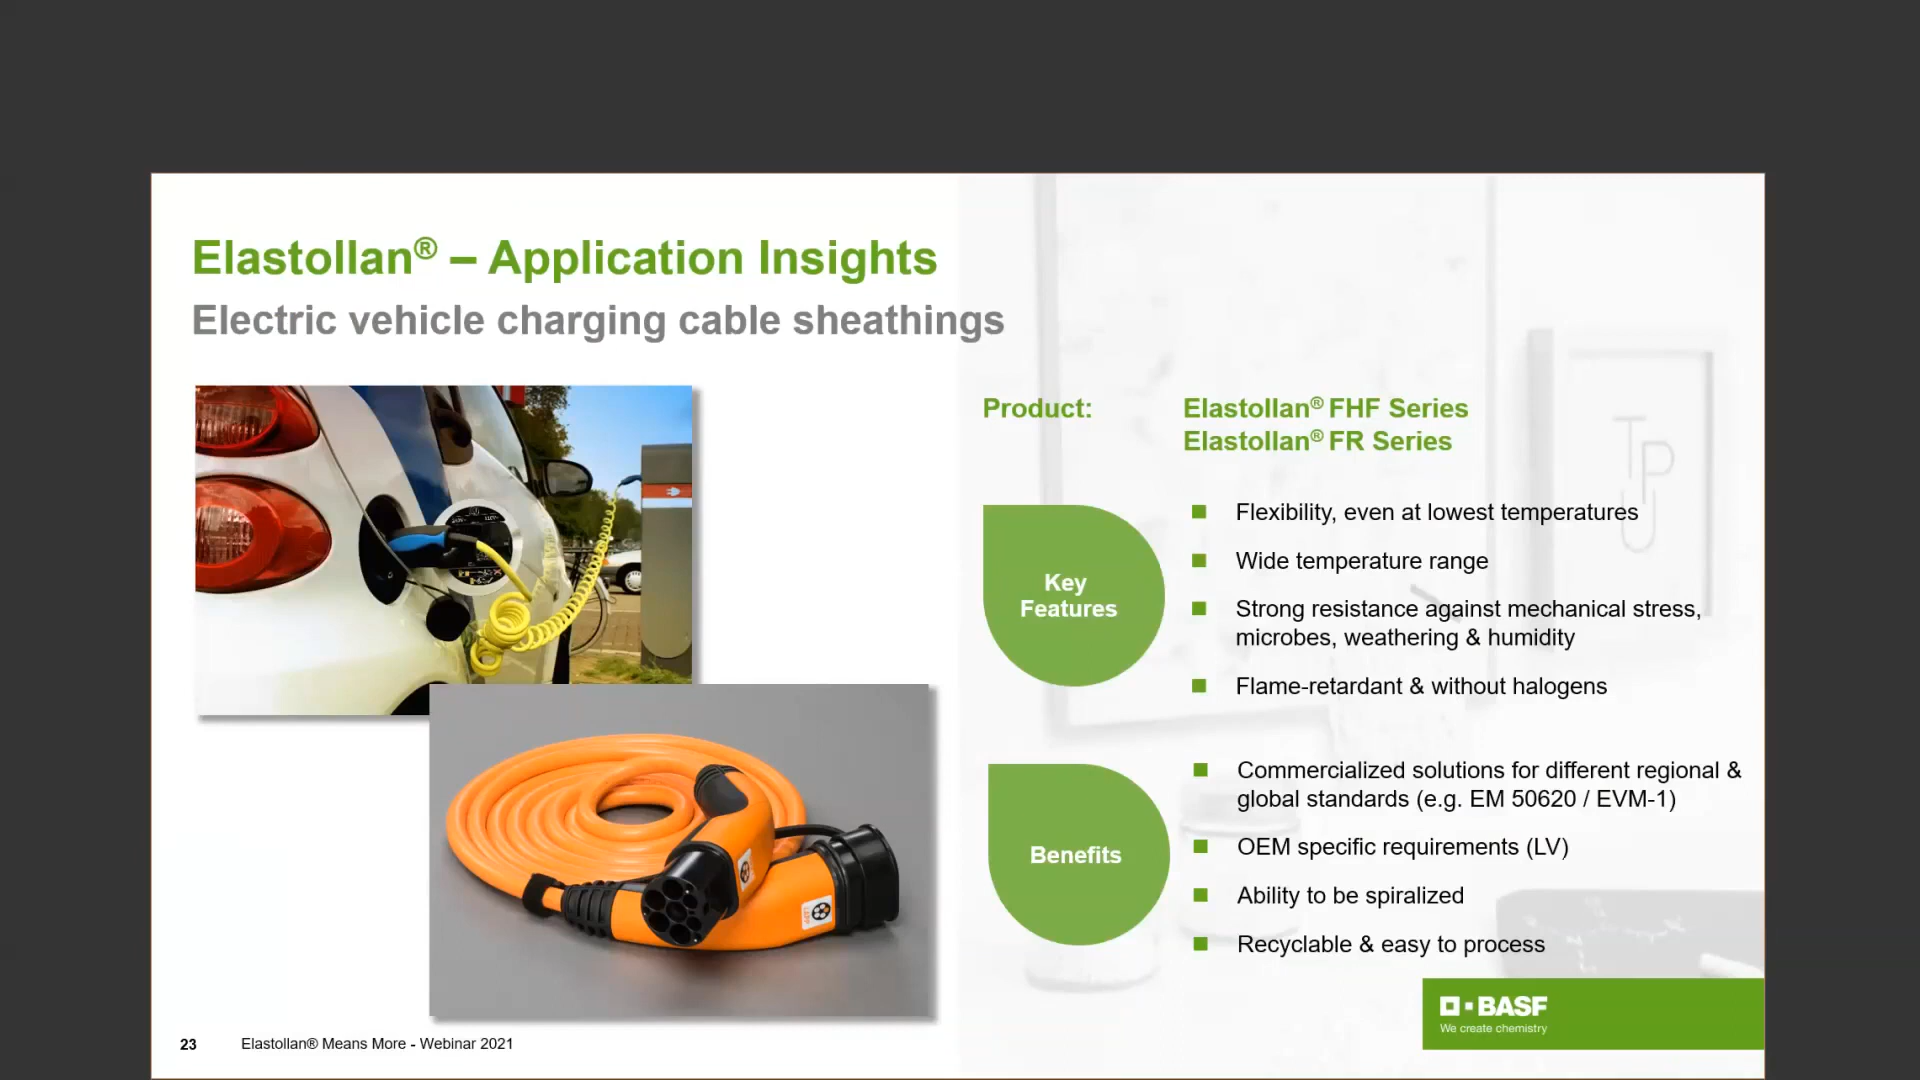 Elastollan® – Application Insights
Electric vehicle charging cable sheathings
Product:
Elastollan® FHF Series
Elastollan® FR Series
Key
Features
Flexibility, even at lowest temperatures
Wide temperature range
Strong resistance against mechanical stress,
microbes, weathering & humidity
Flame-retardant & without halogens
Benefits
Commercialized solutions for different regional &
global standards (e.g. EM 50620 / EVM-1)
OEM specific requirements (LV)
Ability to be spiralized
Recyclable & easy to process
TPU
BASF
We create chemistry
23
Elastollan® Means More - Webinar 2021